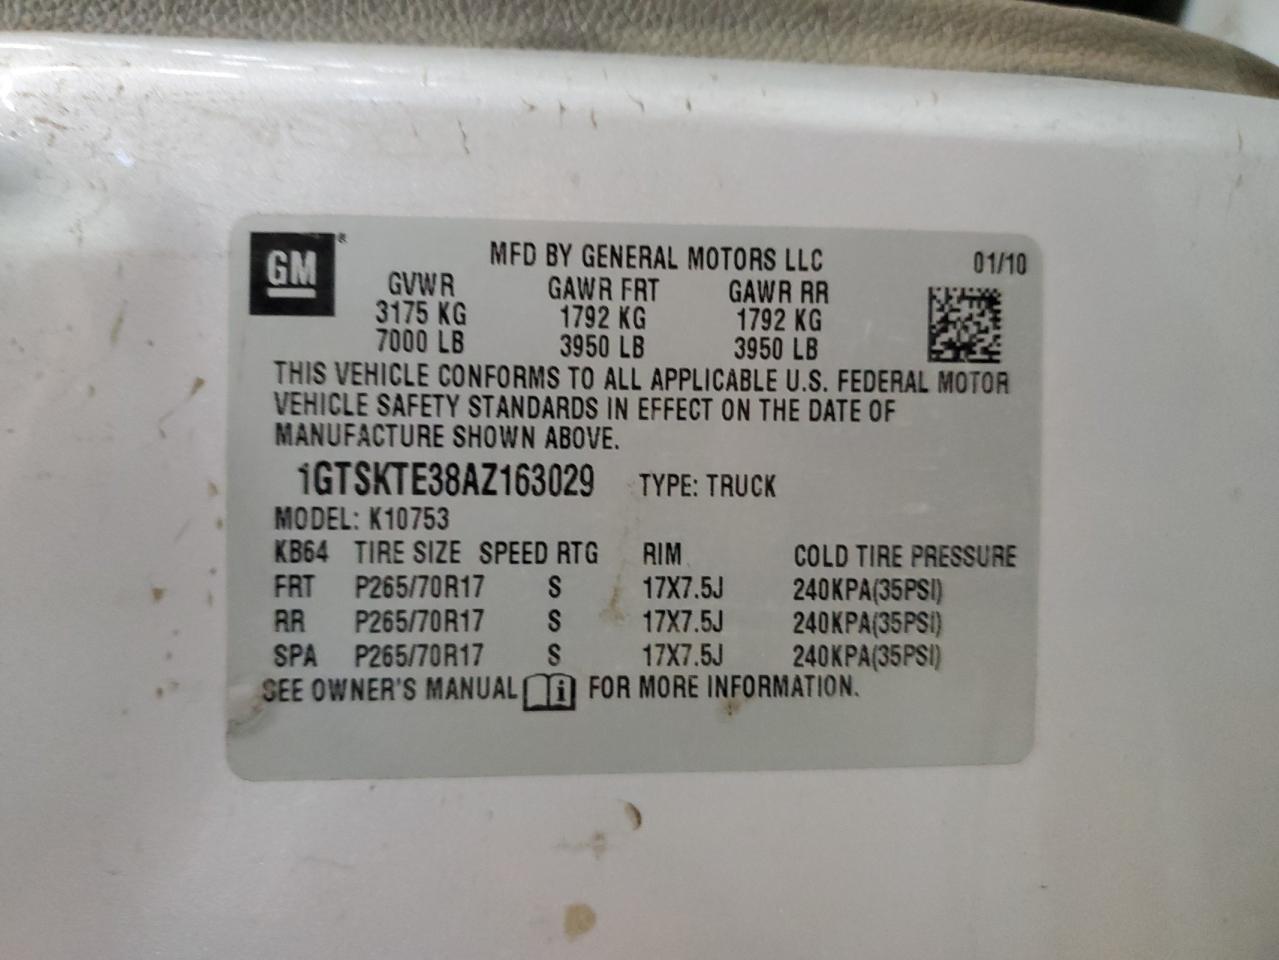 GM®
MFD BY GENERAL MOTORS LLC 01/10
GVWR GAWR FRT GAWR RR
3175 KG 1792 KG 1792 KG
7000 LB 3950 LB 3950 LB
THIS VEHICLE CONFORMS TO ALL APPLICABLE U.S. FEDERAL MOTOR
VEHICLE SAFETY STANDARDS IN EFFECT ON THE DATE OF
MANUFACTURE SHOWN ABOVE.
1GTSKTE38AZ163029 TYPE: TRUCK
MODEL: K10753
KB64 TIRE SIZE SPEED RTG RIM COLD TIRE PRESSURE
FRT P265/70R17 S 17X7.5J 240KPA(35PSI)
RR P265/70R17 S 17X7.5J 240KPA(35PSI)
SPA P265/70R17 S 17X7.5J 240KPA(35PSI)
SEE OWNER'S MANUAL i FOR MORE INFORMATION.